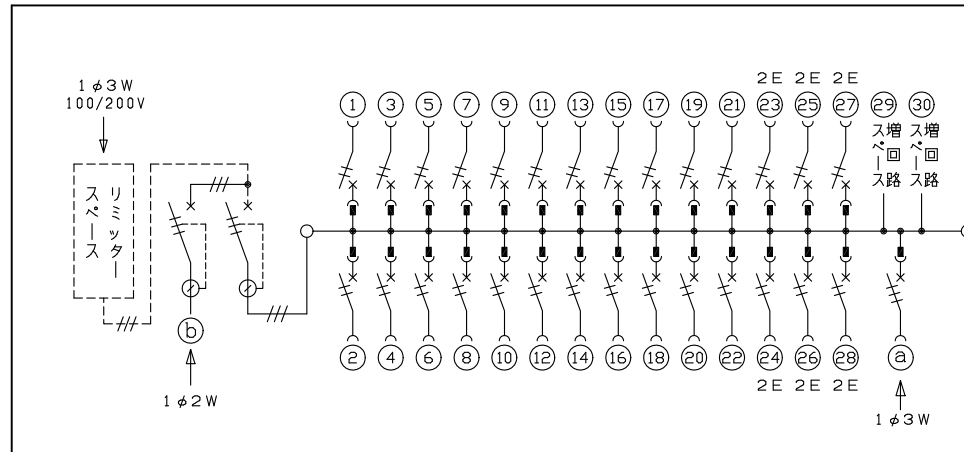 1φ3W
100/200V
リミッター
スペース
ⓑ
1φ2W
2E 2E 2E
① ③ ⑤ ⑦ ⑨ ⑪ ⑬ ⑮ ⑰ ⑲ ㉑ ㉓ ㉕ ㉗ ㉙ ㉚
増回路
スペース
増回路
スペース
② ④ ⑥ ⑧ ⑩ ⑫ ⑭ ⑯ ⑱ ⑳ ㉒ ㉔ ㉖ ㉘ ⓐ
2E 2E 2E
1φ3W